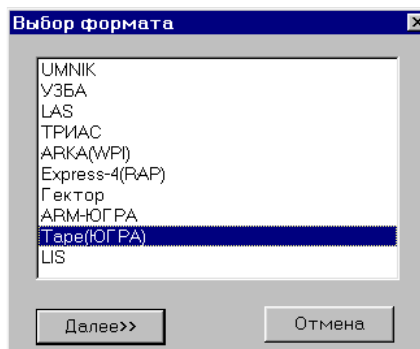 Выбор формата
UMNIK
УЗБА
LAS
ТРИАС
ARKA(WPI)
Express-4(RAP)
Гектор
ARM-ЮГРА
Tape(ЮГРА)
LIS
Далее>>
Отмена